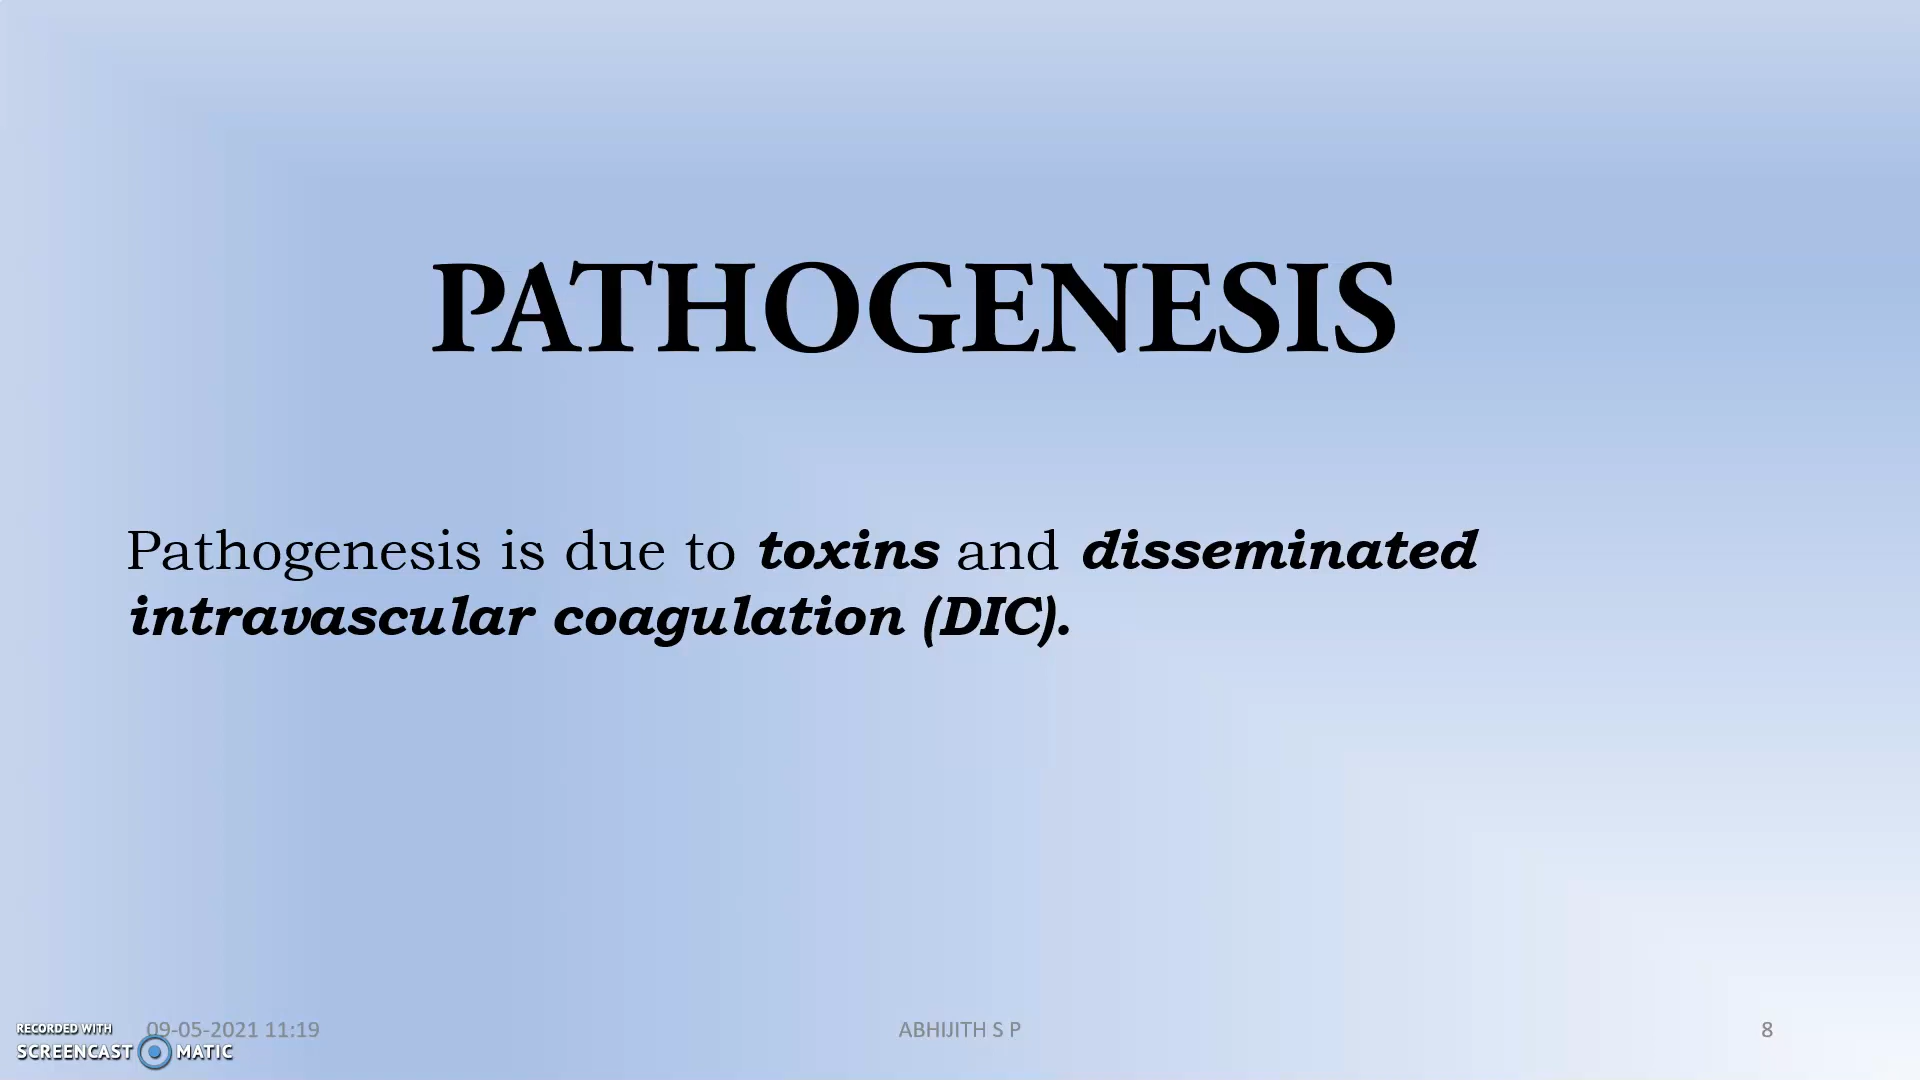 PATHOGENESIS
Pathogenesis is due to toxins and disseminated
intravascular coagulation (DIC).
RECORDED WITH
SCREENCAST MATIC
09-05-2021 11:19
ABHIJITH S P
8